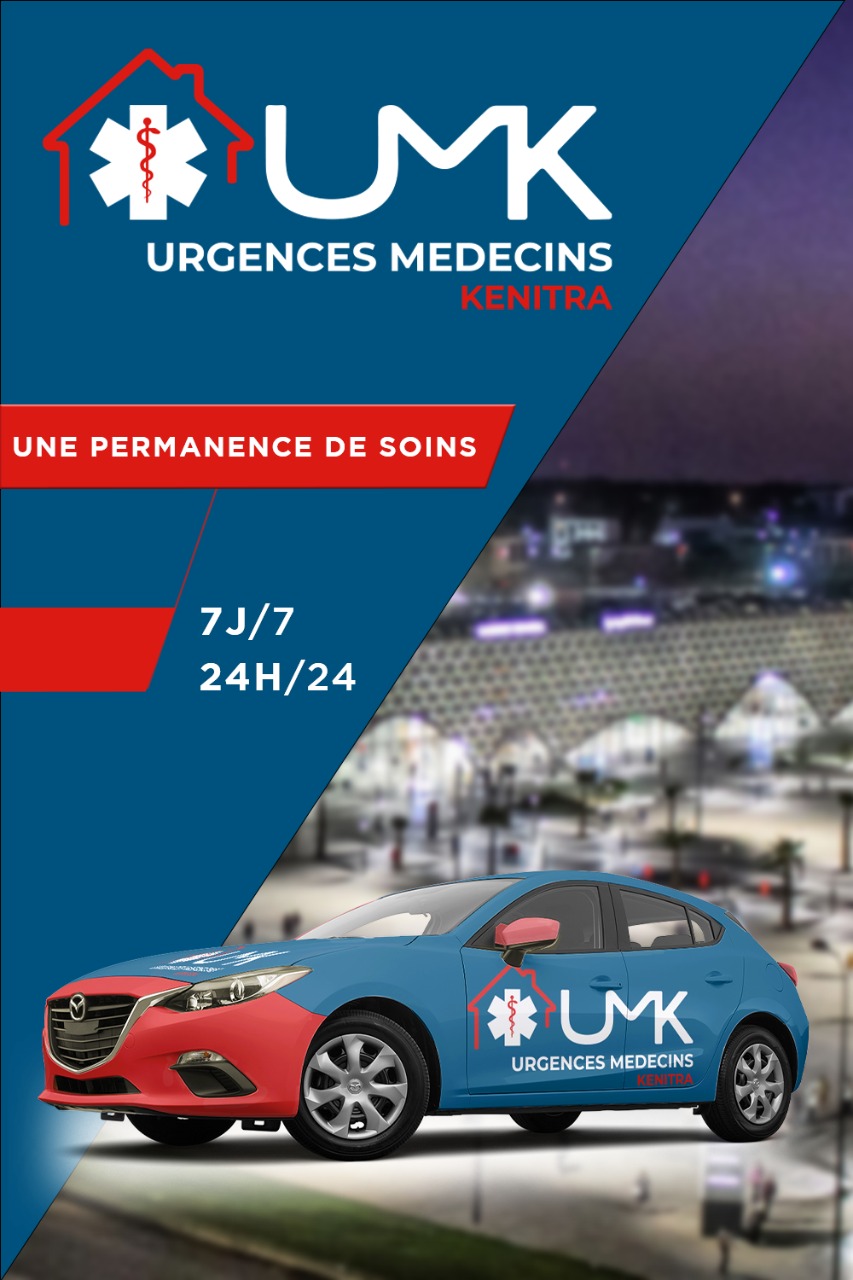 UMK
URGENCES MEDECINS
KENITRA
UNE PERMANENCE DE SOINS
7J/7
24H/24
UMK
URGENCES MEDECINS
KENITRA